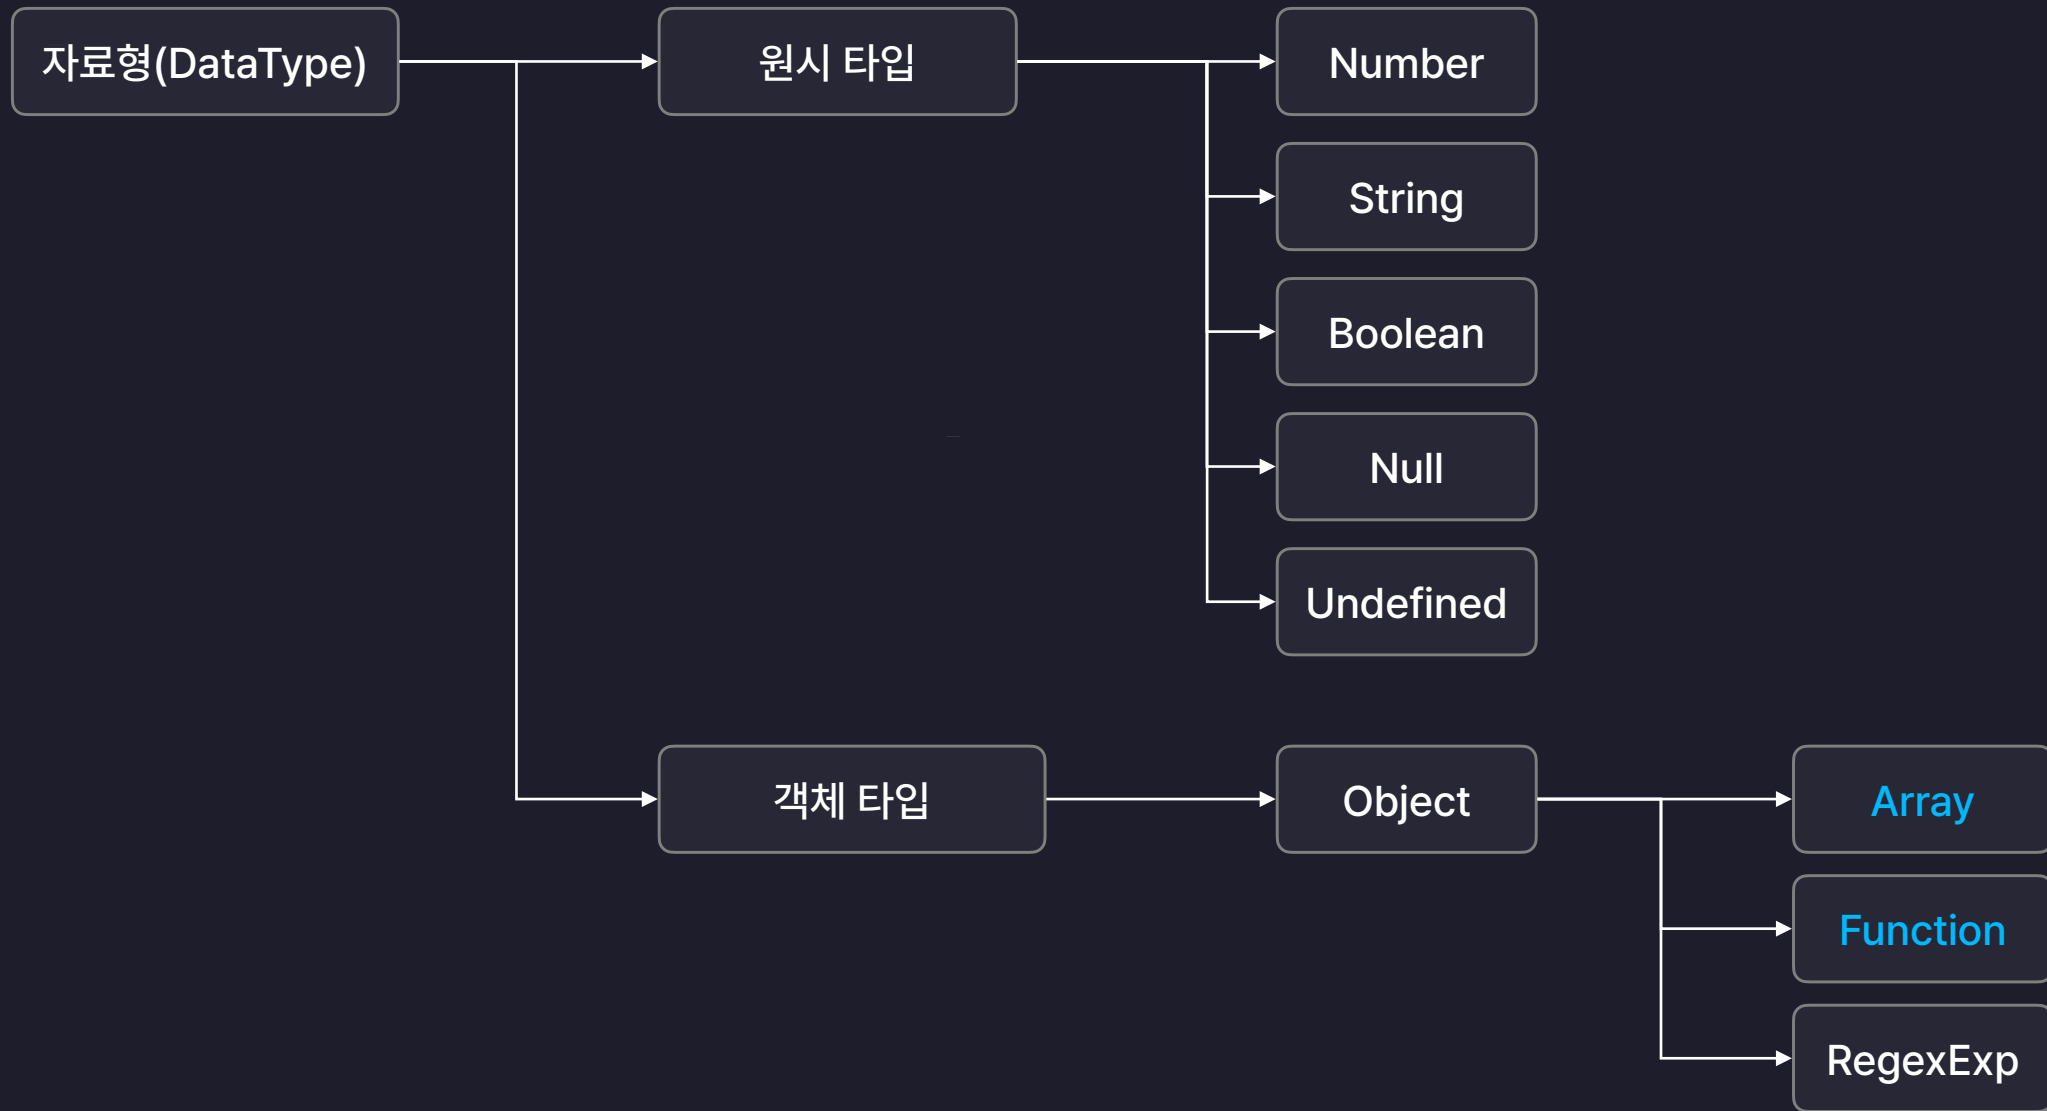 자료형(DataType)
원시 타입
Number
String
Boolean
Null
Undefined
객체 타입
Object
Array
Function
RegexExp